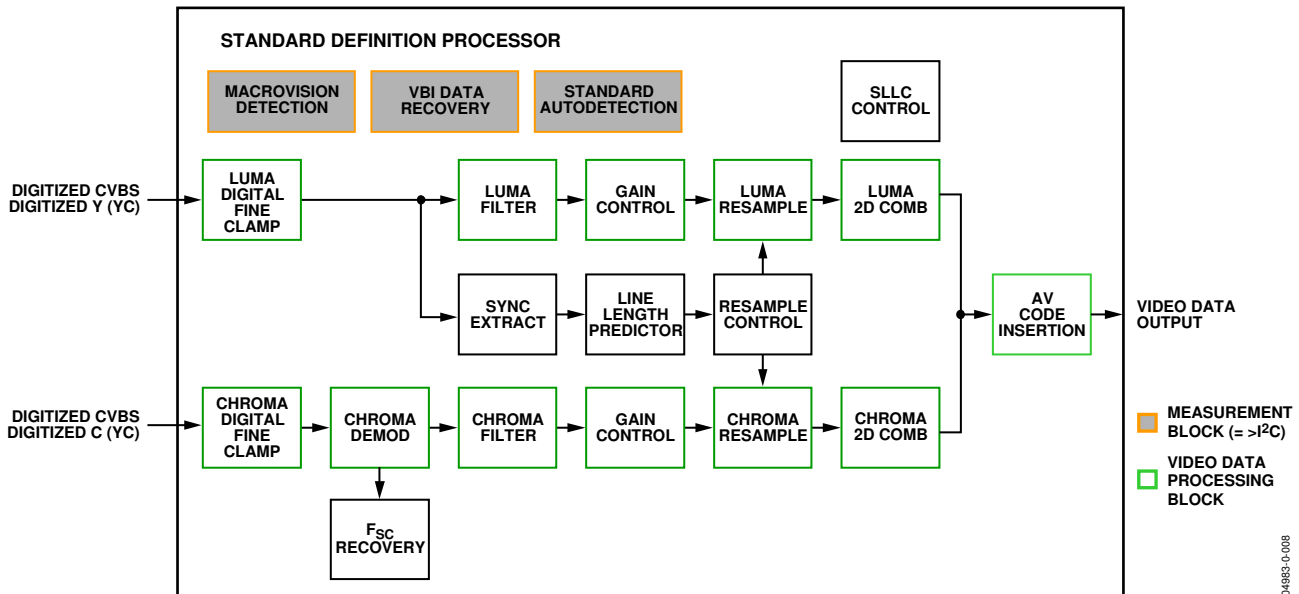 STANDARD DEFINITION PROCESSOR
MACROVISION
DETECTION
VBI DATA
RECOVERY
STANDARD
AUTODETECTION
SLLC
CONTROL
DIGITIZED CVBS
DIGITIZED Y (YC)
LUMA
DIGITAL
FINE
CLAMP
LUMA
FILTER
GAIN
CONTROL
LUMA
RESAMPLE
LUMA
2D COMB
SYNC
EXTRACT
LINE
LENGTH
PREDICTOR
RESAMPLE
CONTROL
AV
CODE
INSERTION
VIDEO DATA
OUTPUT
DIGITIZED CVBS
DIGITIZED C (YC)
CHROMA
DIGITAL
FINE
CLAMP
CHROMA
DEMOD
CHROMA
FILTER
GAIN
CONTROL
CHROMA
RESAMPLE
CHROMA
2D COMB
FSC
RECOVERY
MEASUREMENT
BLOCK (= >I2C)
VIDEO DATA
PROCESSING
BLOCK
04983-0-008